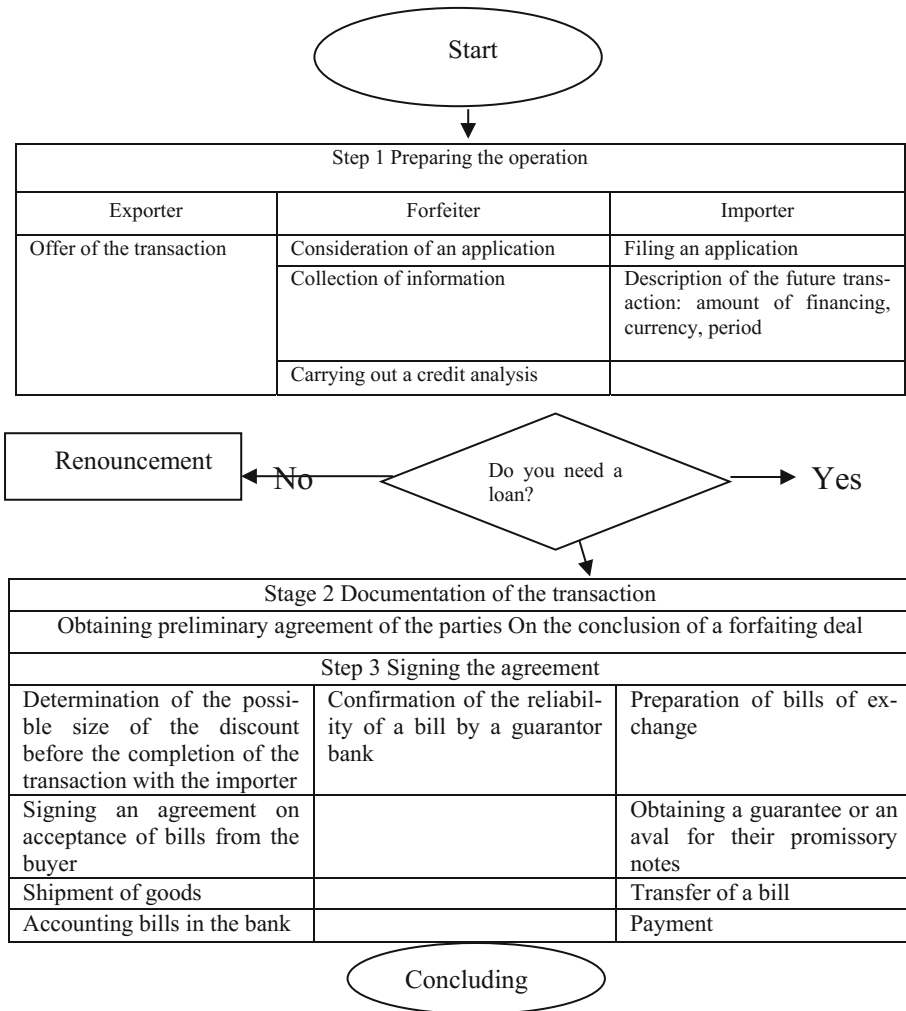 Start
Step 1 Preparing the operation
Exporter
Forfeiter
Importer
Offer of the transaction
Consideration of an application
Filing an application
Collection of information
Description of the future trans-
action: amount of financing,
currency, period
Carrying out a credit analysis
Renouncement
No
Do you need a
loan?
Yes
Stage 2 Documentation of the transaction
Obtaining preliminary agreement of the parties On the conclusion of a forfaiting deal
Step 3 Signing the agreement
Determination of the possi-
ble size of the discount
before the completion of the
transaction with the importer
Confirmation of the reliabil-
ity of a bill by a guarantor
bank
Preparation of bills of ex-
change
Signing an agreement on
acceptance of bills from the
buyer
Obtaining a guarantee or an
aval for their promissory
notes
Shipment of goods
Transfer of a bill
Accounting bills in the bank
Payment
Concluding